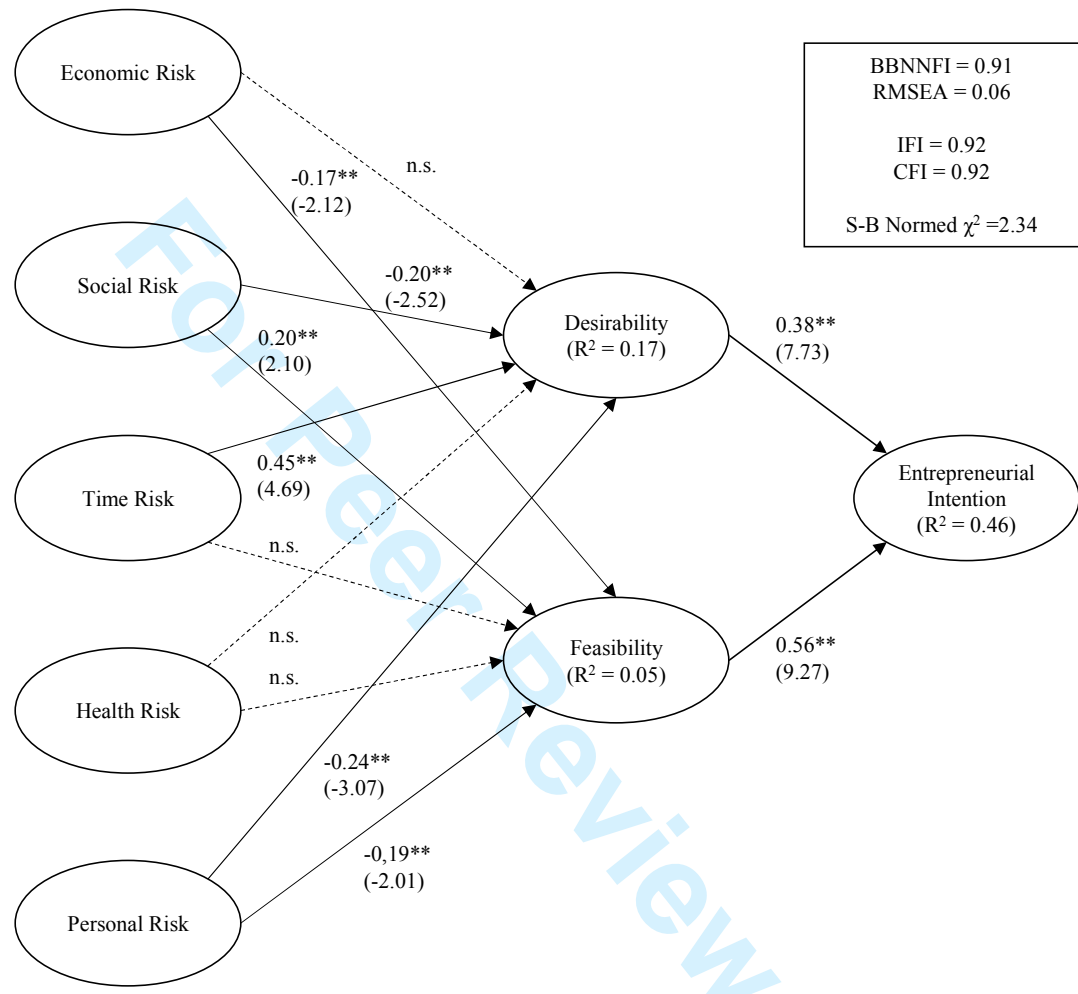 Economic Risk
BBNNFI = 0.91
RMSEA = 0.06
IFI = 0.92
CFI = 0.92
S-B Normed χ² =2.34
n.s.
-0.17**
(-2.12)
Social Risk
-0.20**
(-2.52)
Desirability
(R² = 0.17)
0.38**
(7.73)
0.20**
(2.10)
Time Risk
0.45**
(4.69)
Entrepreneurial
Intention
(R² = 0.46)
n.s.
n.s.
n.s.
Feasibility
(R² = 0.05)
0.56**
(9.27)
Health Risk
-0.24**
(-3.07)
-0,19**
(-2.01)
Personal Risk
For Peer Review